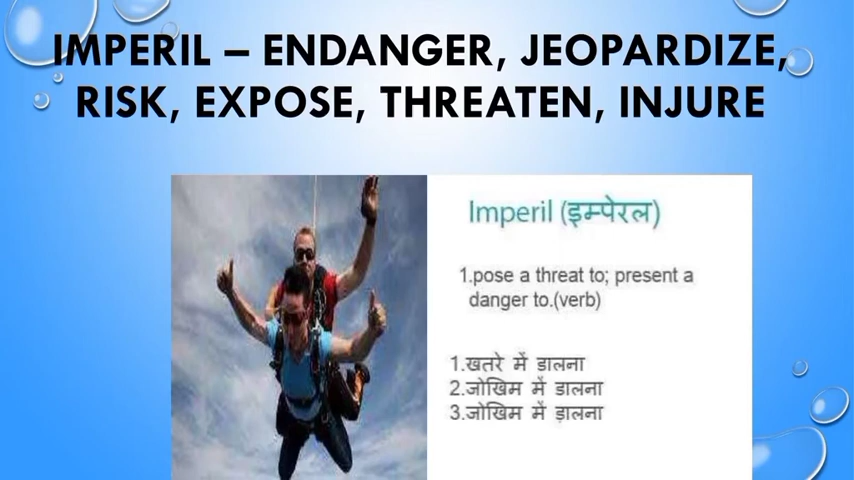 IMPERIL – ENDANGER, JEOPARDIZE,
RISK, EXPOSE, THREATEN, INJURE
Imperil (इम्पेरल)
1.pose a threat to; present a
danger to.(verb)
1.खतरे में डालना
2.जोखिम में डालना
3.जोखिम में ड़ालना